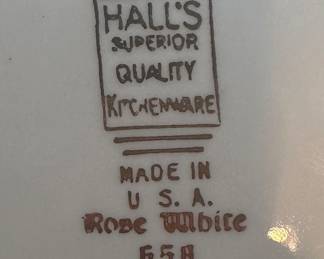 HALL'S
SUPERIOR
QUALITY
KITCHENWARE
MADE IN
U S. A.
Rose White